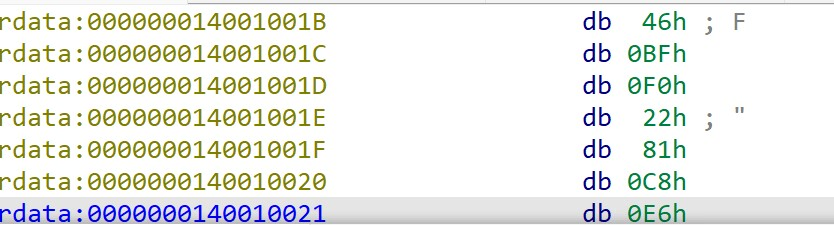 rdata:000000014001001B db 46h ; F
rdata:000000014001001C db 0BFh
rdata:000000014001001D db 0F0h
rdata:000000014001001E db 22h ; "
rdata:000000014001001F db 81h
rdata:0000000140010020 db 0C8h
rdata:0000000140010021 db 0E6h